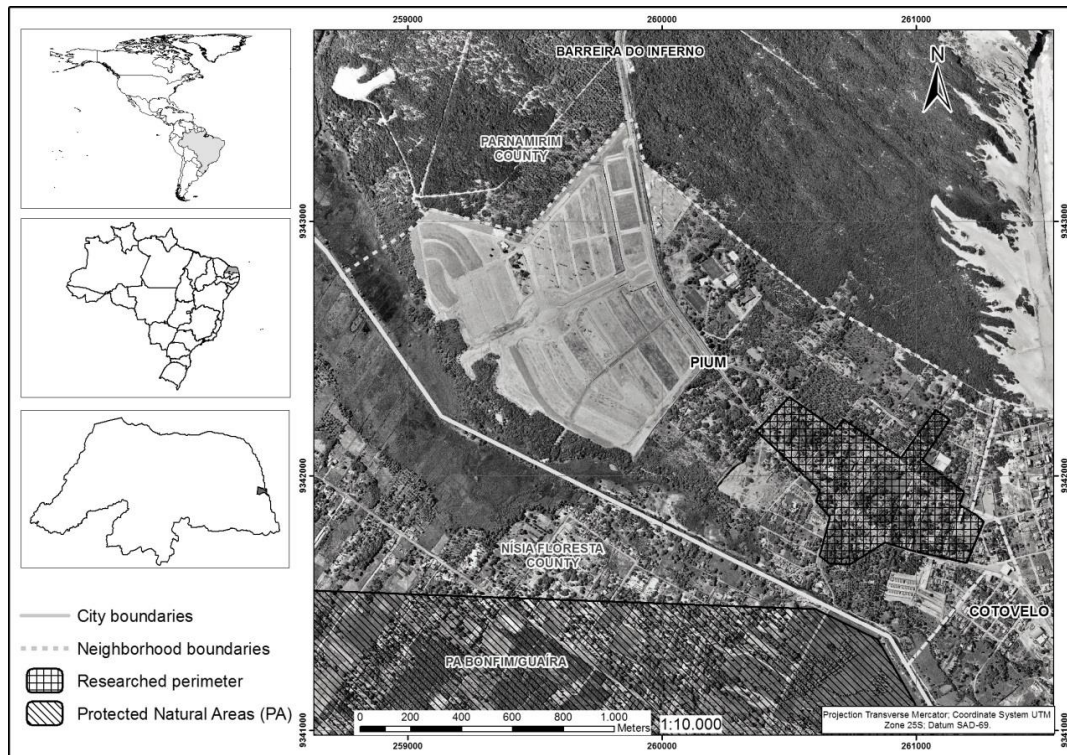 259000
260000
261000
BARREIRA DO INFERNO
N
PARNAMIRIM
COUNTY
9343000
9343000
PIUM
9342000
9342000
NÍSIA FLORESTA
COUNTY
COTOVELO
PA BONFIM/GUAÍRA
City boundaries
Neighborhood boundaries
Researched perimeter
Protected Natural Areas (PA)
0 200 400 600 800 1.000
Meters
1:10.000
Projection Transverse Mercator; Coordinate System UTM
Zone 25S; Datum SAD-69.
9341000
9341000
259000
260000
261000